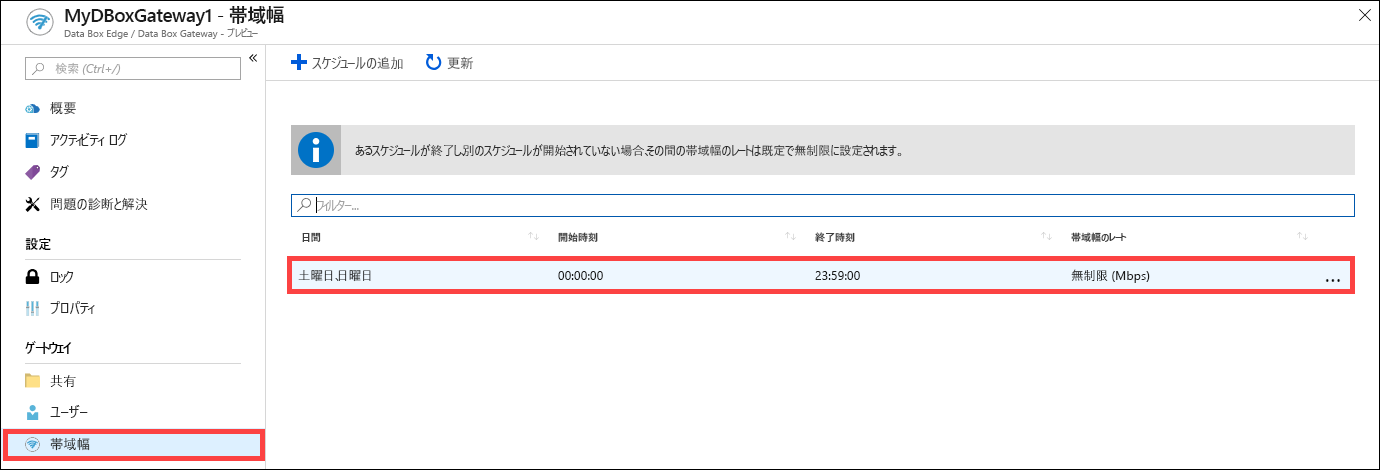 MyDBoxGateway1 - 帯域幅
Data Box Edge / Data Box Gateway - プレビュー
検索 (Ctrl+/)
概要
アクティビティ ログ
タグ
問題の診断と解決
設定
ロック
プロパティ
ゲートウェイ
共有
ユーザー
帯域幅
スケジュールの追加 更新
あるスケジュールが終了し,別のスケジュールが開始されていない場合,その間の帯域幅のレートは既定で無制限に設定されます。
フィルター...
日間 開始時刻 終了時刻 帯域幅のレート
土曜日,日曜日 00:00:00 23:59:00 無制限 (Mbps) ...